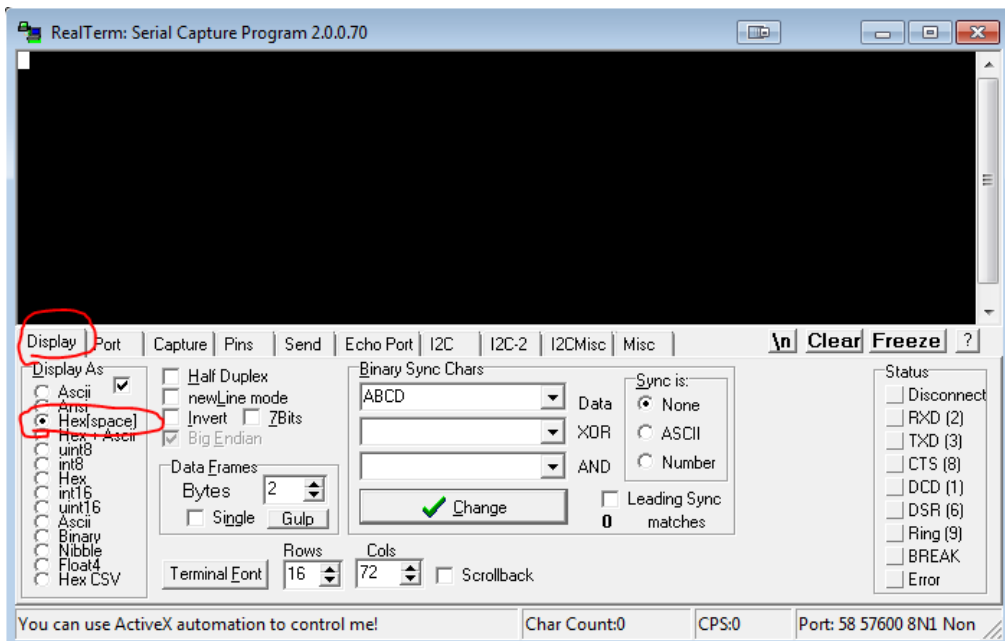 RealTerm: Serial Capture Program 2.0.0.70
Display Port Capture Pins Send Echo Port I2C I2C-2 I2CMisc Misc \n Clear Freeze ?
Display As
Ascii
Ansi
Hex[space]
Hex + Ascii
uint8
int8
Hex
int16
uint16
Ascii
Binary
Nibble
Float4
Hex CSV
Half Duplex
newLine mode
Invert 7Bits
Big Endian
Data Frames
Bytes 2
Single Gulp
Terminal Font
Rows
16
Cols
72
Scrollback
Binary Sync Chars
ABCD Data
XOR
AND
Change
Sync is:
None
ASCII
Number
Leading Sync
0 matches
Status
Disconnect
RXD (2)
TXD (3)
CTS (8)
DCD (1)
DSR (6)
Ring (9)
BREAK
Error
You can use ActiveX automation to control me! Char Count:0 CPS:0 Port: 58 57600 8N1 Non